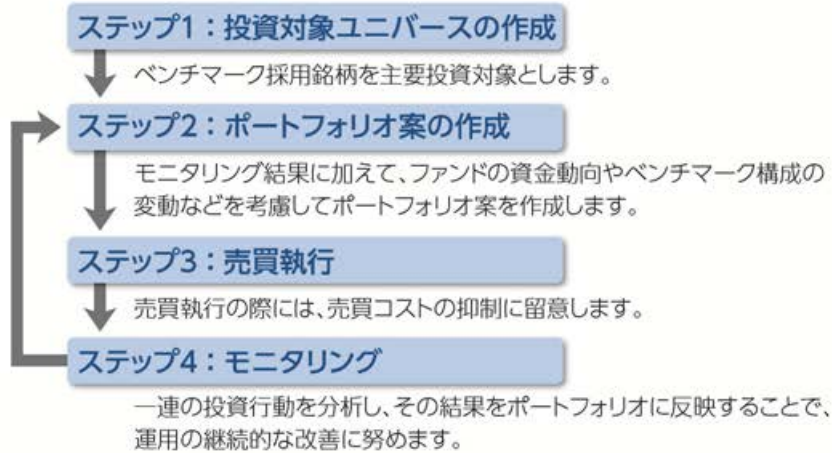 ステップ1：投資対象ユニバースの作成
ベンチマーク採用銘柄を主要投資対象とします。
ステップ2：ポートフォリオ案の作成
モニタリング結果に加えて、ファンドの資金動向やベンチマーク構成の
変動などを考慮してポートフォリオ案を作成します。
ステップ3：売買執行
売買執行の際には、売買コストの抑制に留意します。
ステップ4：モニタリング
一連の投資行動を分析し、その結果をポートフォリオに反映することで、
運用の継続的な改善に努めます。